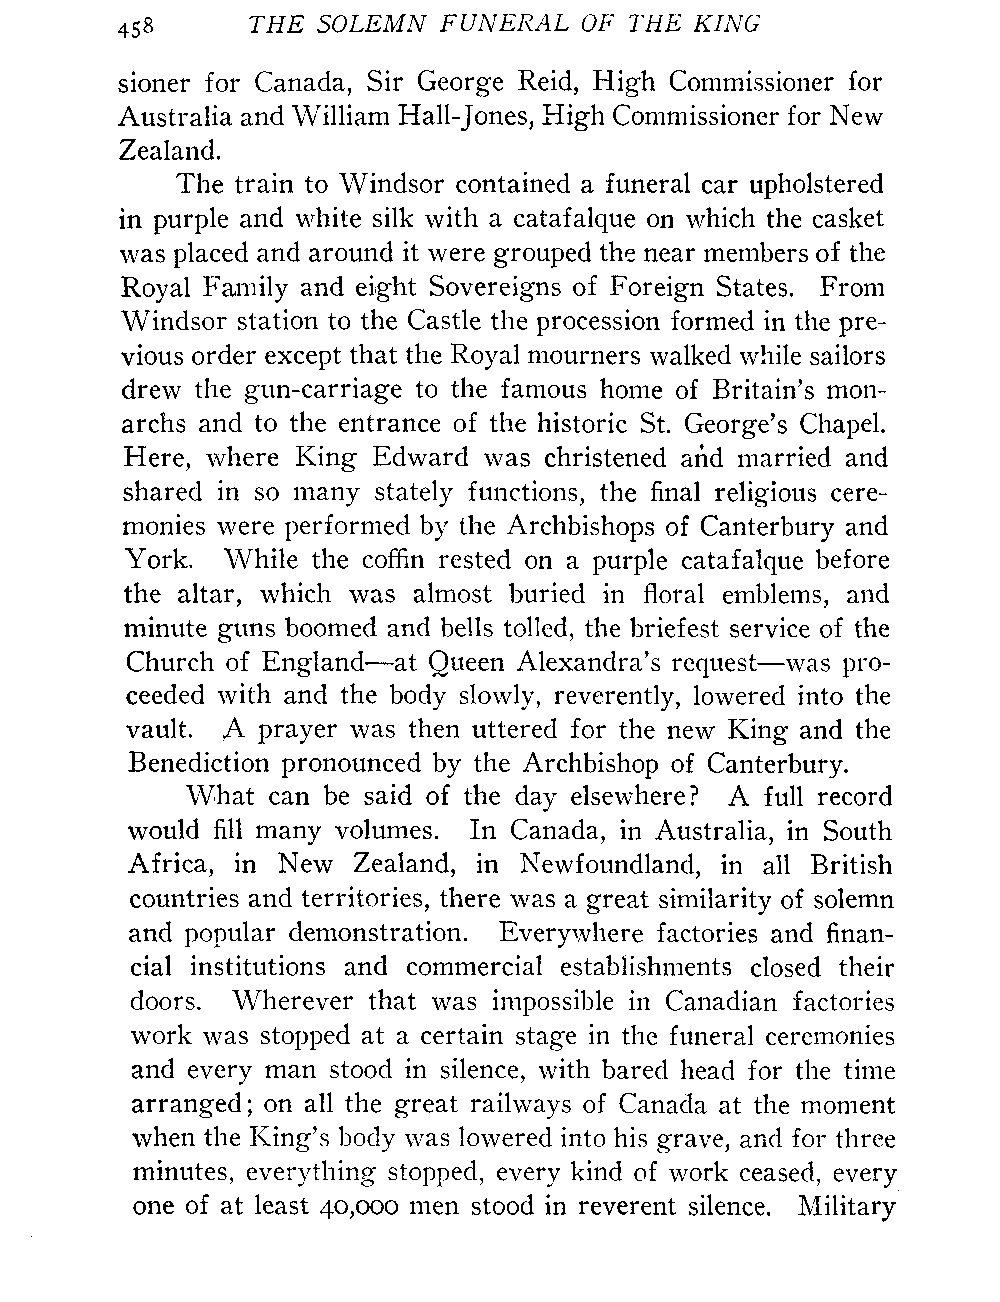 458 THE SOLEMN FUNERAL OF THE KING
sioner for Canada, Sir George Reid, High Commissioner for
Australia and William Hall-Jones, High Commissioner for New
Zealand.
The train to Windsor contained a funeral car upholstered
in purple and white silk with a catafalque on which the casket
was placed and around it were grouped the near members of the
Royal Family and eight Sovereigns of Foreign States. From
Windsor station to the Castle the procession formed in the pre-
vious order except that the Royal mourners walked while sailors
drew the gun-carriage to the famous home of Britain's mon-
archs and to the entrance of the historic St. George's Chapel.
Here, where King Edward was christened and married and
shared in so many stately functions, the final religious cere-
monies were performed by the Archbishops of Canterbury and
York. While the coffin rested on a purple catafalque before
the altar, which was almost buried in floral emblems, and
minute guns boomed and bells tolled, the briefest service of the
Church of England—at Queen Alexandra's request—was pro-
ceeded with and the body slowly, reverently, lowered into the
vault. A prayer was then uttered for the new King and the
Benediction pronounced by the Archbishop of Canterbury.
What can be said of the day elsewhere? A full record
would fill many volumes. In Canada, in Australia, in South
Africa, in New Zealand, in Newfoundland, in all British
countries and territories, there was a great similarity of solemn
and popular demonstration. Everywhere factories and finan-
cial institutions and commercial establishments closed their
doors. Wherever that was impossible in Canadian factories
work was stopped at a certain stage in the funeral ceremonies
and every man stood in silence, with bared head for the time
arranged; on all the great railways of Canada at the moment
when the King's body was lowered into his grave, and for three
minutes, everything stopped, every kind of work ceased, every
one of at least 40,000 men stood in reverent silence. Military